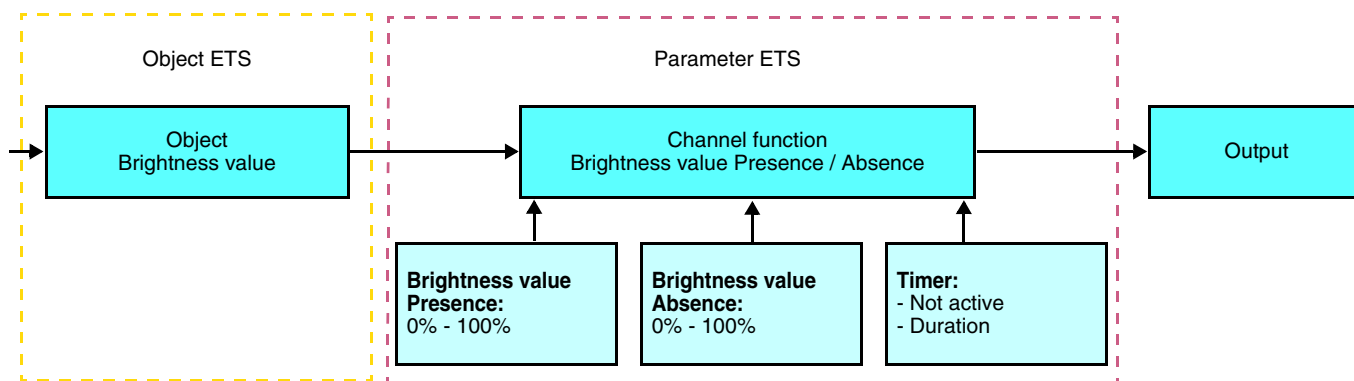 Object ETS
Parameter ETS
Object
Brightness value
Channel function
Brightness value Presence / Absence
Output
Brightness value
Presence:
0% - 100%
Brightness value
Absence:
0% - 100%
Timer:
- Not active
- Duration